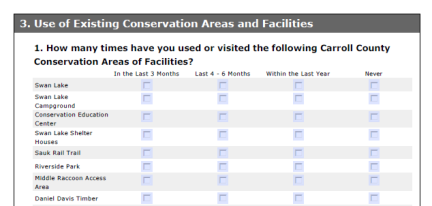 3. Use of Existing Conservation Areas and Facilities
1. How many times have you used or visited the following Carroll County
Conservation Areas of Facilities?
In the Last 3 Months Last 4 - 6 Months Within the Last Year Never
Swan Lake
Swan Lake
Campground
Conservation Education
Center
Swan Lake Shelter
Houses
Sauk Rail Trail
Riverside Park
Middle Raccoon Access
Area
Daniel Davis Timber